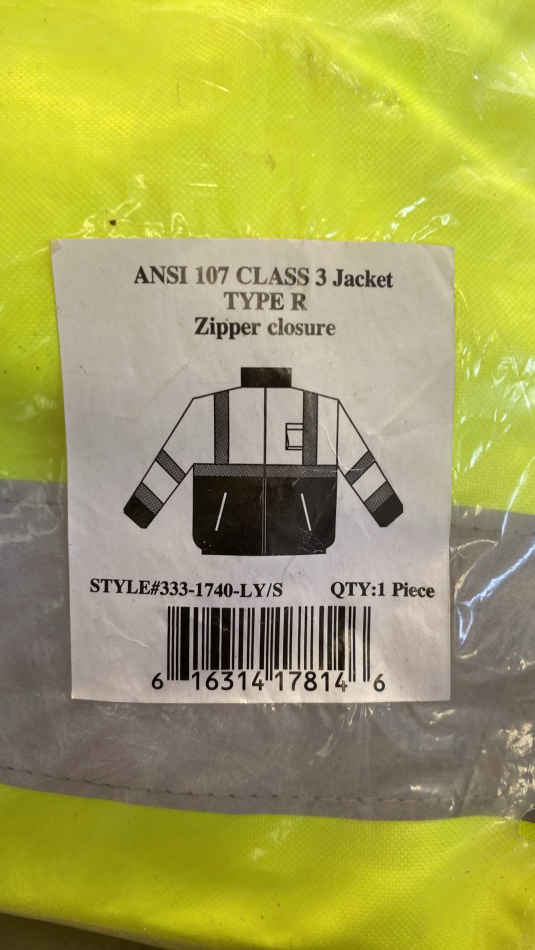 ANSI 107 CLASS 3 Jacket
TYPE R
Zipper closure
STYLE#333-1740-LY/S QTY:1 Piece
6 16314 17814 6